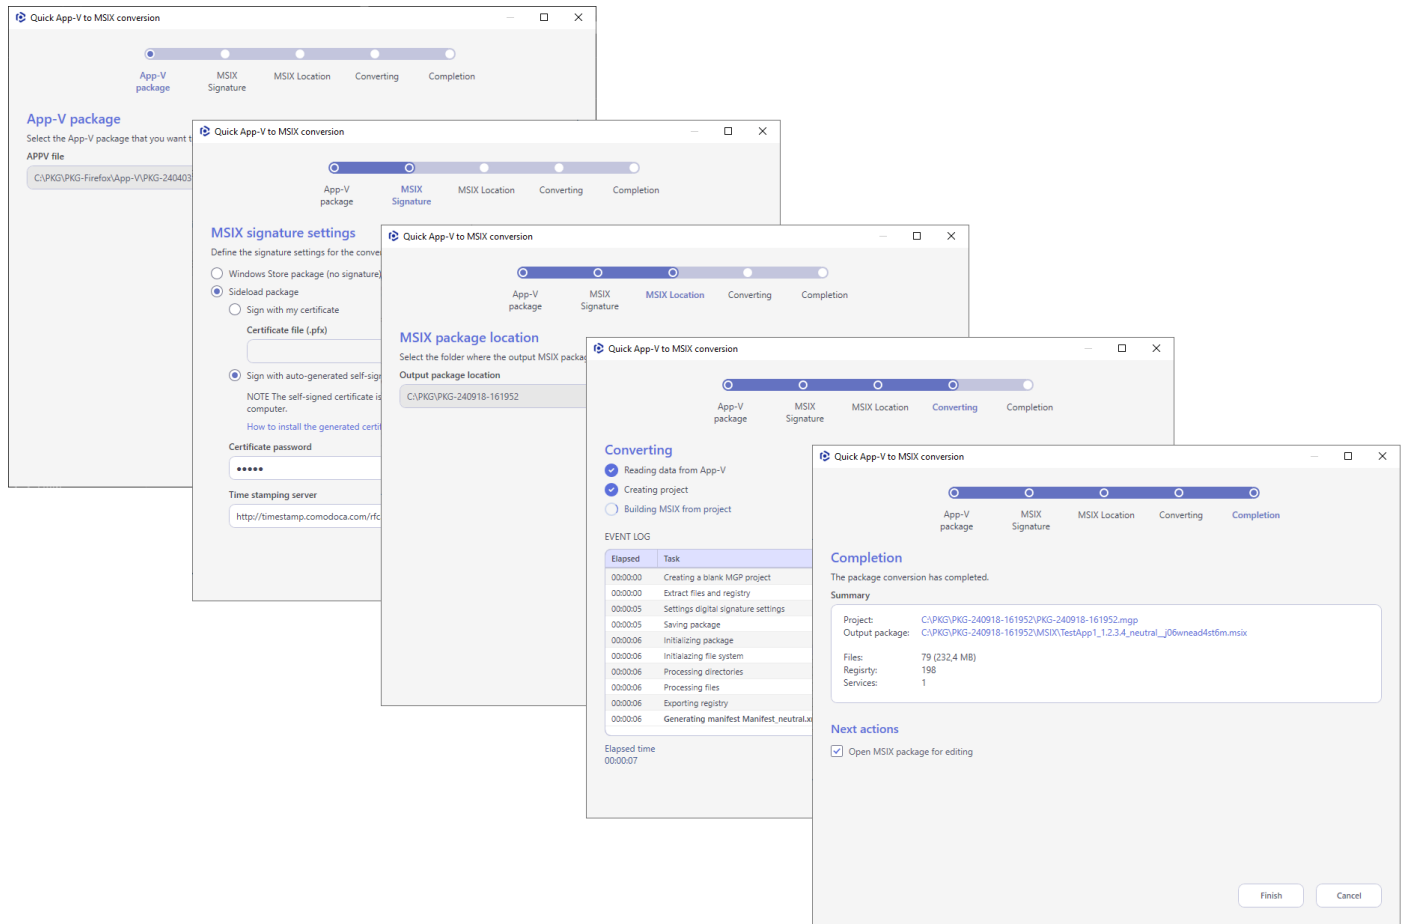 Quick App-V to MSIX conversion
App-V
package
MSIX
Signature
MSIX Location
Converting
Completion
App-V package
Select the App-V package that you want t
APPV file
C:\PKG\PKG-Firefox\App-V\PKG-240403
Quick App-V to MSIX conversion
App-V
package
MSIX
Signature
MSIX Location
Converting
Completion
MSIX signature settings
Define the signature settings for the conver
Windows Store package (no signature)
Sideload package
Sign with my certificate
Certificate file (.pfx)
Sign with auto-generated self-sign
NOTE The self-signed certificate is
computer.
How to install the generated certif
Certificate password
•••••
Time stamping server
http://timestamp.comodoca.com/rfc
Quick App-V to MSIX conversion
App-V
package
MSIX
Signature
MSIX Location
Converting
Completion
MSIX package location
Select the folder where the output MSIX packag
Output package location
C:\PKG\PKG-240918-161952
Quick App-V to MSIX conversion
App-V
package
MSIX
Signature
MSIX Location
Converting
Completion
Converting
Reading data from App-V
Creating project
Building MSIX from project
EVENT LOG
Elapsed Task
00:00:00 Creating a blank MGP project
00:00:00 Extract files and registry
00:00:05 Settings digital signature settings
00:00:05 Saving package
00:00:06 Initializing package
00:00:06 Initialazing file system
00:00:06 Processing directories
00:00:06 Processing files
00:00:06 Exporting registry
00:00:06 Generating manifest Manifest_neutral.x
Elapsed time
00:00:07
Quick App-V to MSIX conversion
App-V
package
MSIX
Signature
MSIX Location
Converting
Completion
Completion
The package conversion has completed.
Summary
Project: C:\PKG\PKG-240918-161952\PKG-240918-161952.mgp
Output package: C:\PKG\PKG-240918-161952\MSIX\TestApp1_1.2.3.4_neutral__j06wnead4st6m.msix
Files: 79 (232,4 MB)
Regisrty: 198
Services: 1
Next actions
Open MSIX package for editing
Finish
Cancel